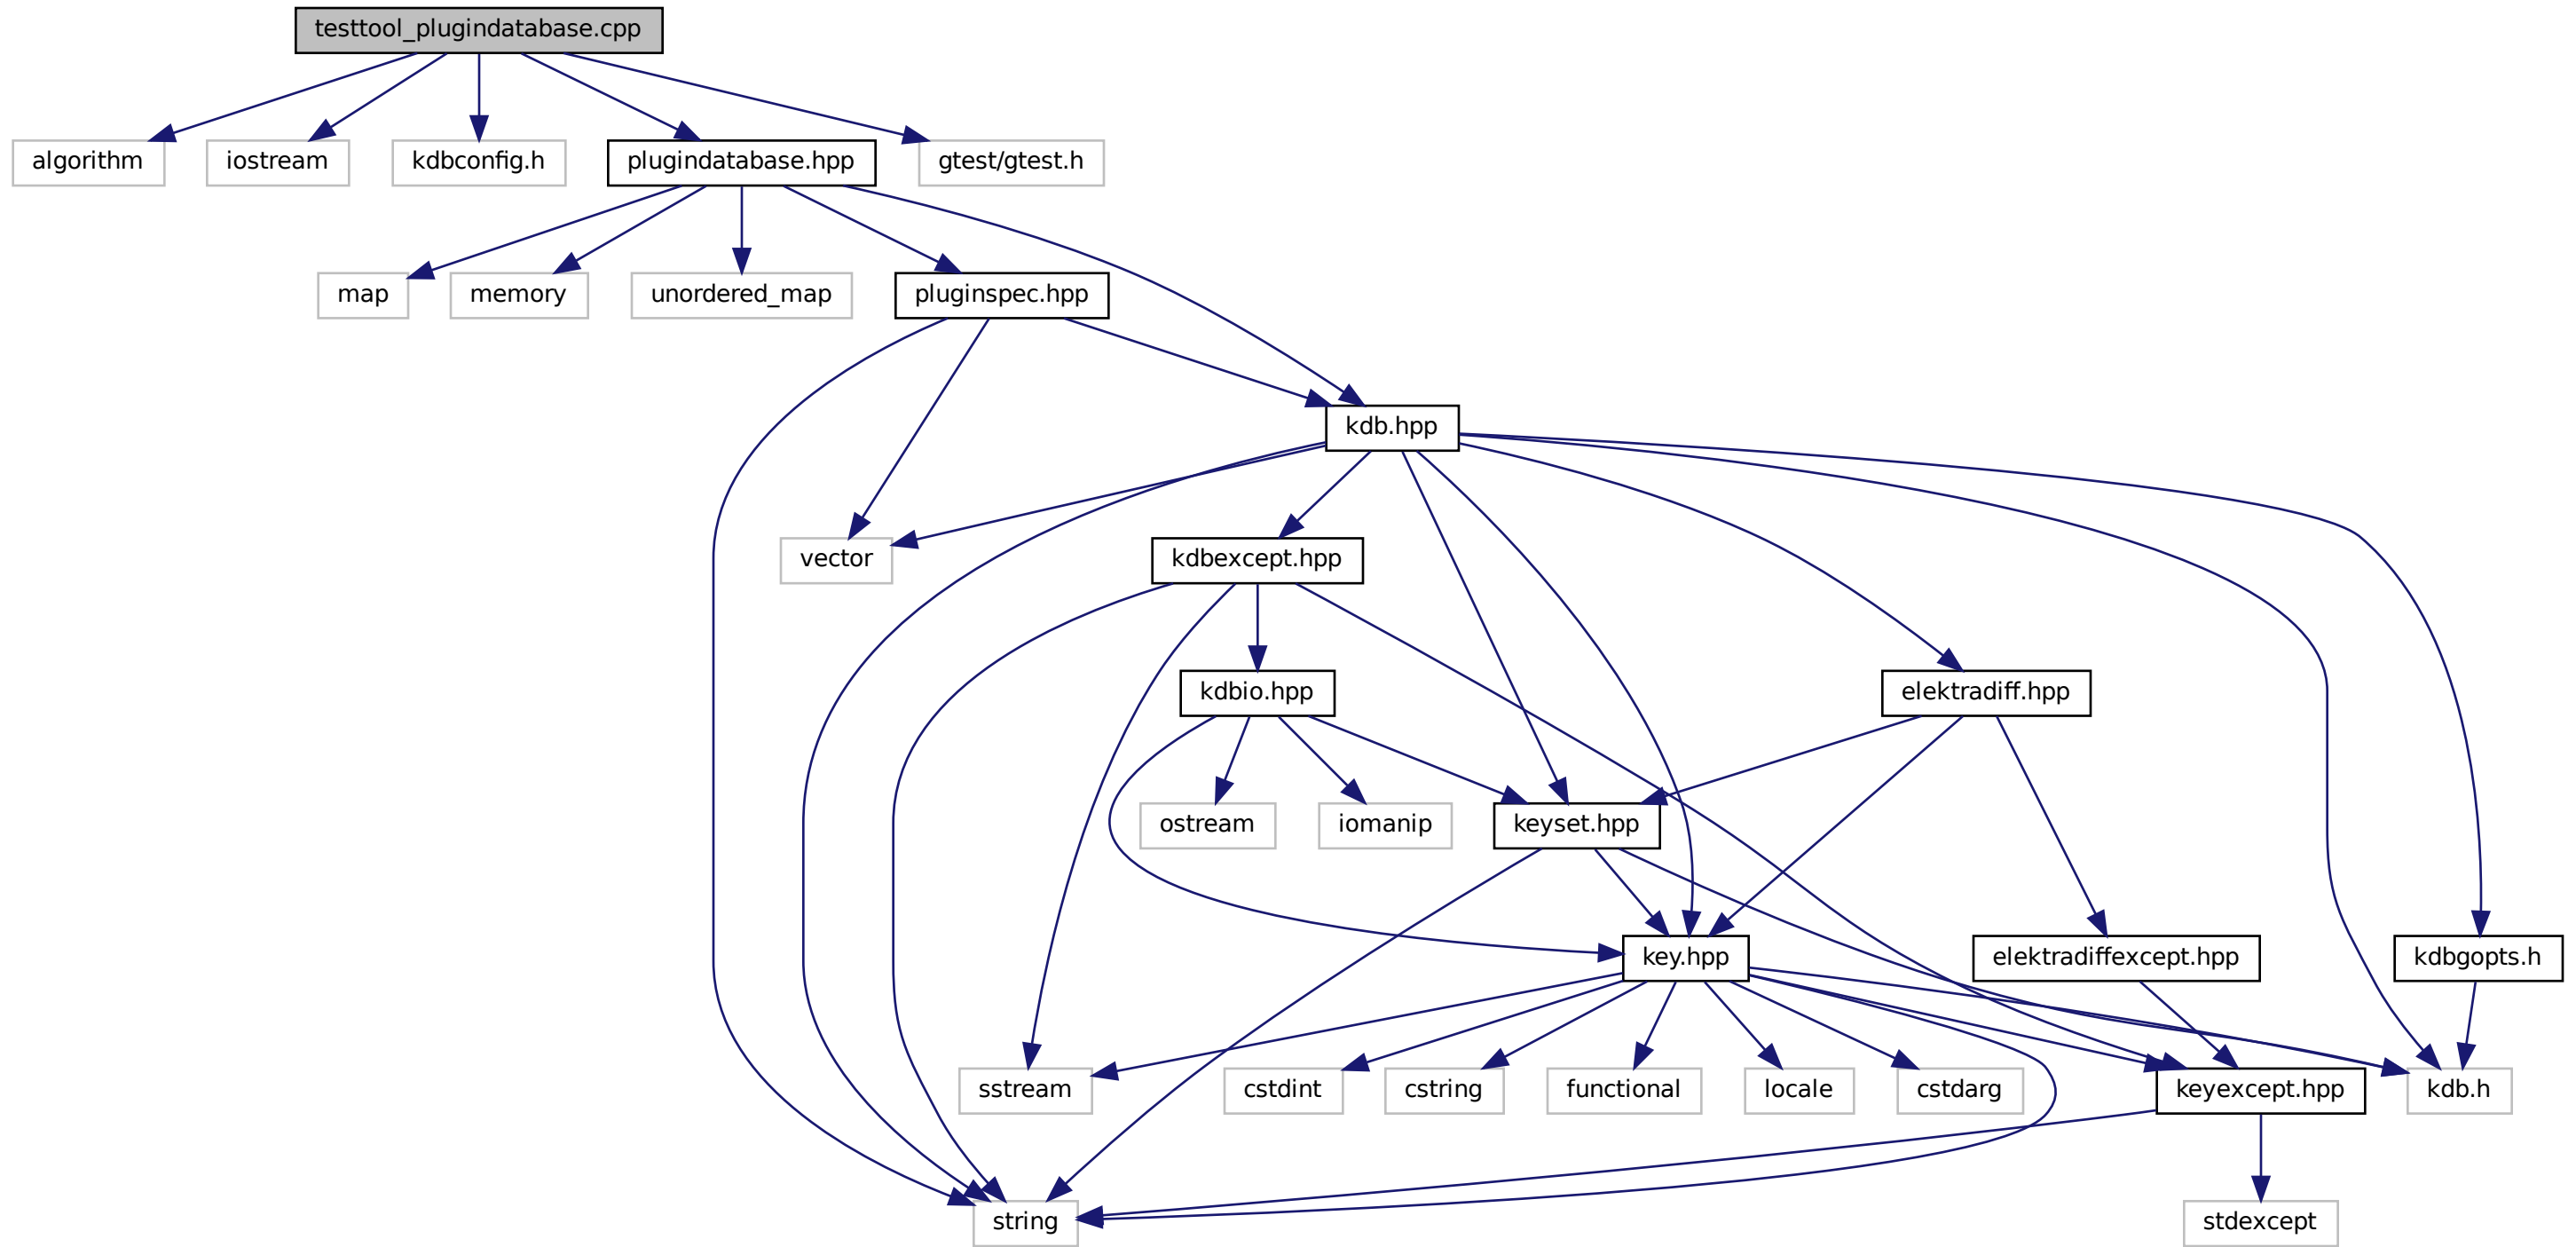 testtool_plugindatabase.cpp
algorithm
iostream
kdbconfig.h
plugindatabase.hpp
gtest/gtest.h
map
memory
unordered_map
pluginspec.hpp
kdb.hpp
vector
kdbexcept.hpp
kdbio.hpp
elektradiff.hpp
ostream
iomanip
keyset.hpp
key.hpp
elektradiffexcept.hpp
kdbgopts.h
sstream
cstdint
cstring
functional
locale
cstdarg
keyexcept.hpp
kdb.h
string
stdexcept